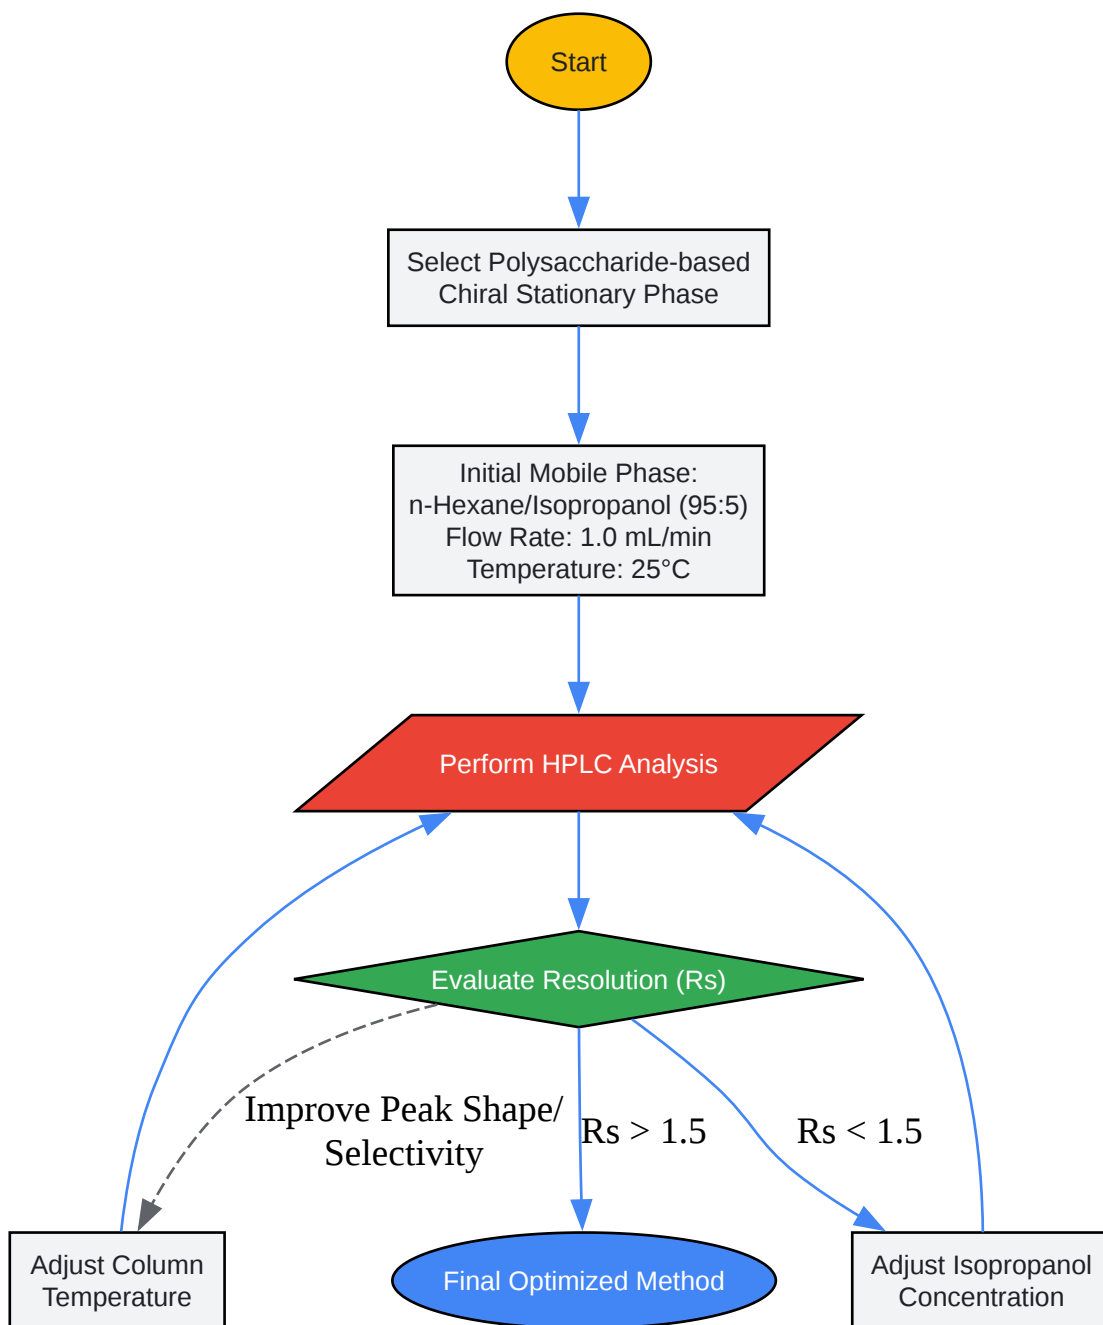 Start
Select Polysaccharide-based
Chiral Stationary Phase
Initial Mobile Phase:
n-Hexane/Isopropanol (95:5)
Flow Rate: 1.0 mL/min
Temperature: 25°C
Perform HPLC Analysis
Evaluate Resolution (Rs)
Improve Peak Shape/
Selectivity
Rs > 1.5
Rs < 1.5
Adjust Column
Temperature
Final Optimized Method
Adjust Isopropanol
Concentration